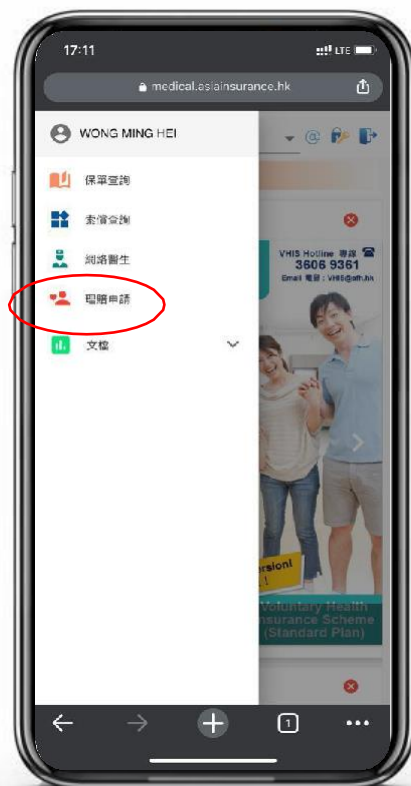 17:11
LTE
medical.asiainsurance.hk
WONG MING HEI
保單查詢
索償查詢
網絡醫生
理賠申請
文檔
VHIS Hotline 專線
3606 9361
Email 電郵 : VHIS@afh.hk
ersion!
!
Voluntary Health
Insurance Scheme
(Standard Plan)
1